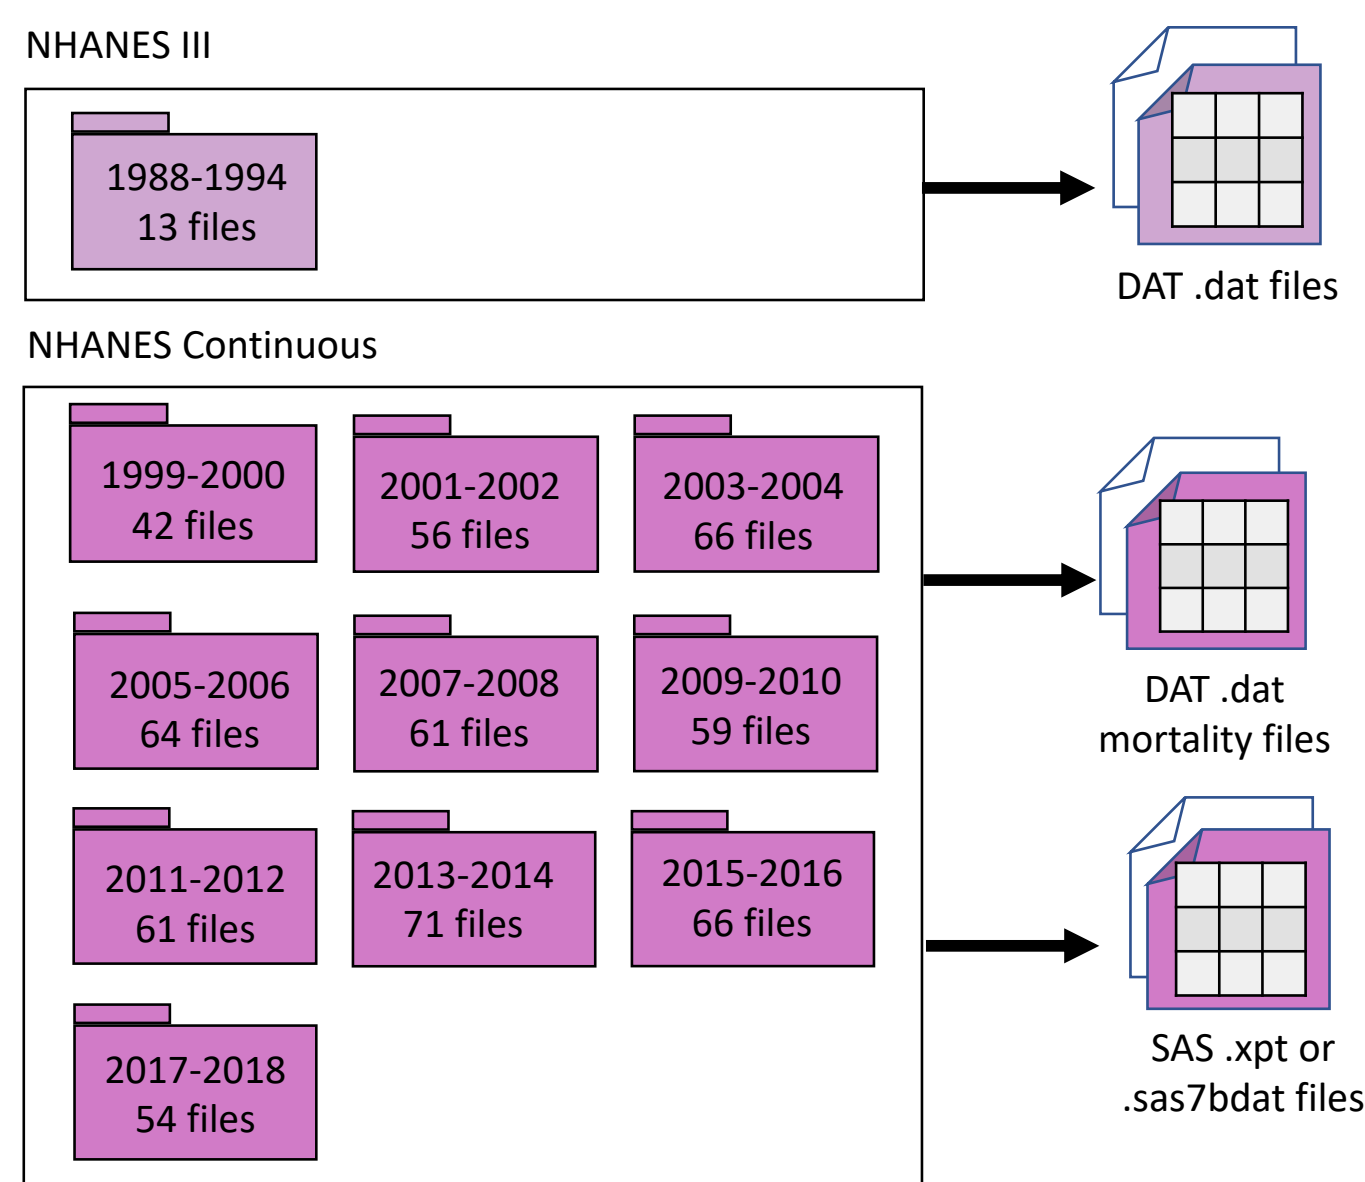 NHANES III
1988-1994
13 files
DAT .dat files
NHANES Continuous
1999-2000
42 files
2001-2002
56 files
2003-2004
66 files
2005-2006
64 files
2007-2008
61 files
2009-2010
59 files
2011-2012
61 files
2013-2014
71 files
2015-2016
66 files
2017-2018
54 files
DAT .dat
mortality files
SAS .xpt or
.sas7bdat files